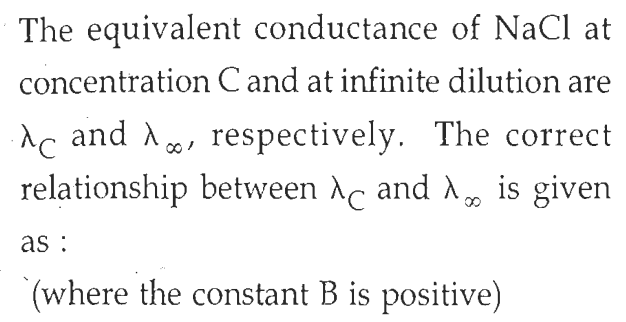 The equivalent conductance of NaCl at
concentration C and at infinite dilution are
λC and λ∞, respectively. The correct
relationship between λC and λ∞ is given
as :
(where the constant B is positive)